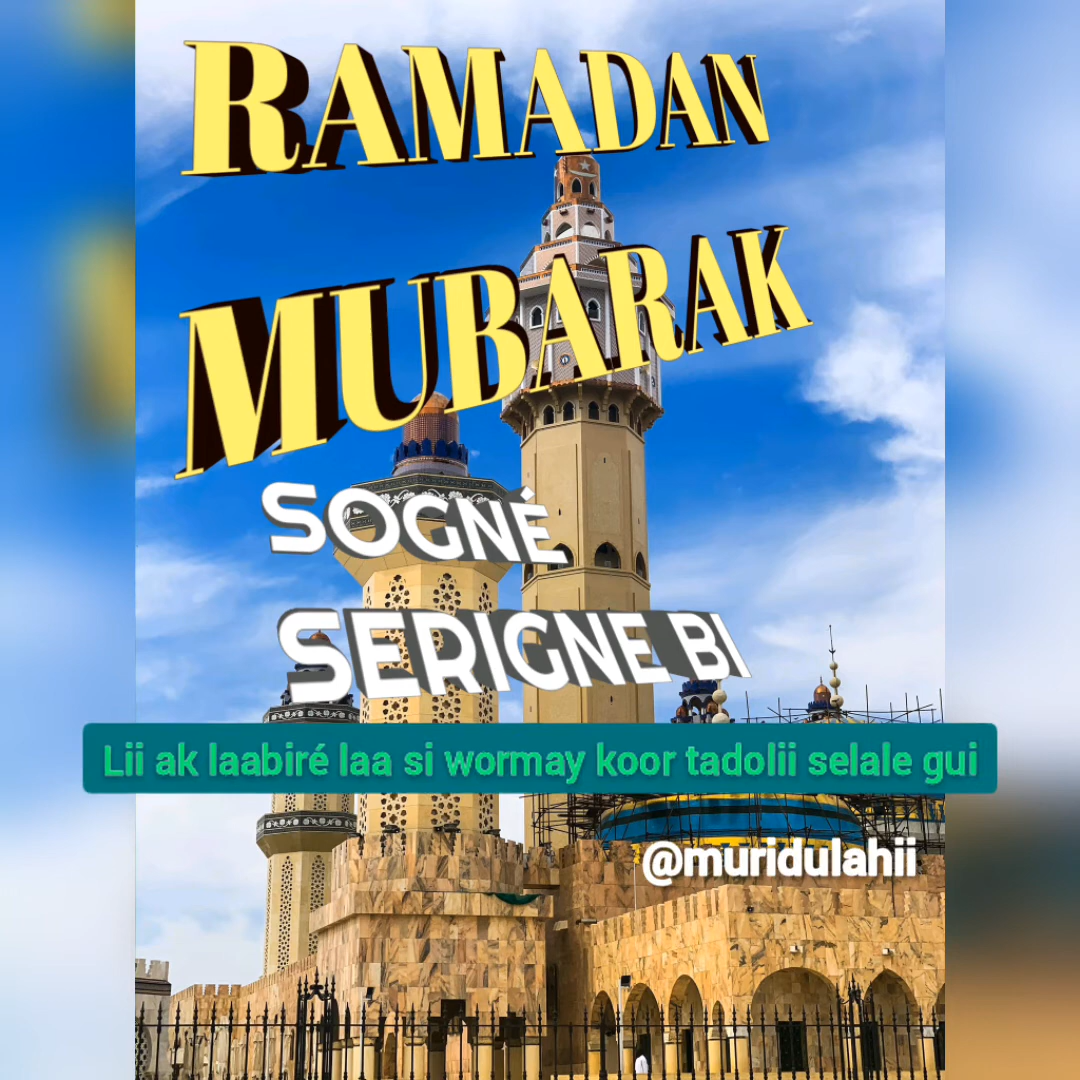 RAMADAN
MUBARAK
SOGNÉ
SERIGNE BI
Lii ak laabiré laa si wormay koor tadolii selale gui
@muridulahii